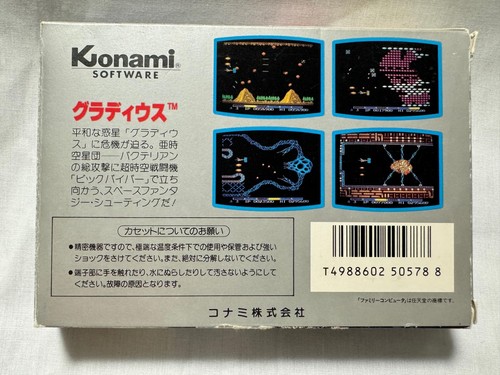 Konami®
SOFTWARE
グラディウス™
平和な惑星「グラディウ
ス」に危機が迫る。亜時
空星団──バクテリアン
の総攻撃に超時空戦闘機
「ビックバイパー」で立ち
向かう、スペースファンタ
ジー・シューティングだ!
カセットについてのお願い
●精密機器ですので、極端な温度条件下での使用や保管および強い
ショックをさけてください。また、絶対に分解しないでください。
●端子部に手を触れたり、水にぬらしたりして汚さないようにして
ください。故障の原因となります。
T4988602 50578 8
「ファミリーコンピュータ」は任天堂の商標です。
コナミ株式会社